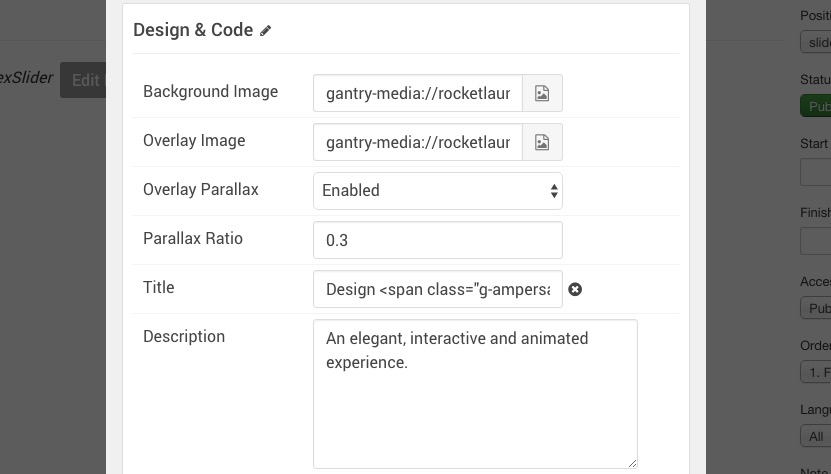 Design & Code
Background Image
gantry-media://rocketlaur
Overlay Image
gantry-media://rocketlaur
Overlay Parallax
Enabled
Parallax Ratio
0.3
Title
Design <span class="g-ampersa
Description
An elegant, interactive and animated
experience.
exSlider
Edit
Positi
slide
Statu
Pub
Start
Finish
Acces
Pub
Order
1. F
Langu
All
Note